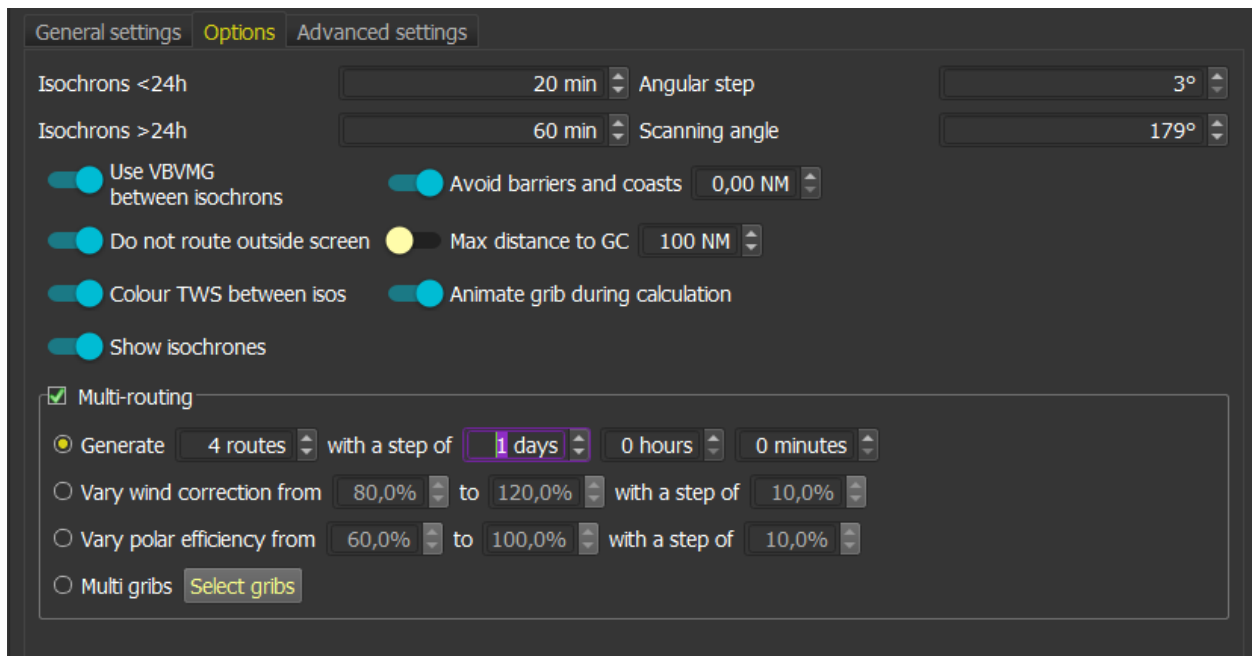 General settings Options Advanced settings
Isochrons <24h 20 min Angular step 3°
Isochrons >24h 60 min Scanning angle 179°
Use VBVMG
between isochrons
Avoid barriers and coasts 0,00 NM
Do not route outside screen Max distance to GC 100 NM
Colour TWS between isos Animate grib during calculation
Show isochrones
Multi-routing
Generate 4 routes with a step of 1 days 0 hours 0 minutes
Vary wind correction from 80,0% to 120,0% with a step of 10,0%
Vary polar efficiency from 60,0% to 100,0% with a step of 10,0%
Multi gribs Select gribs